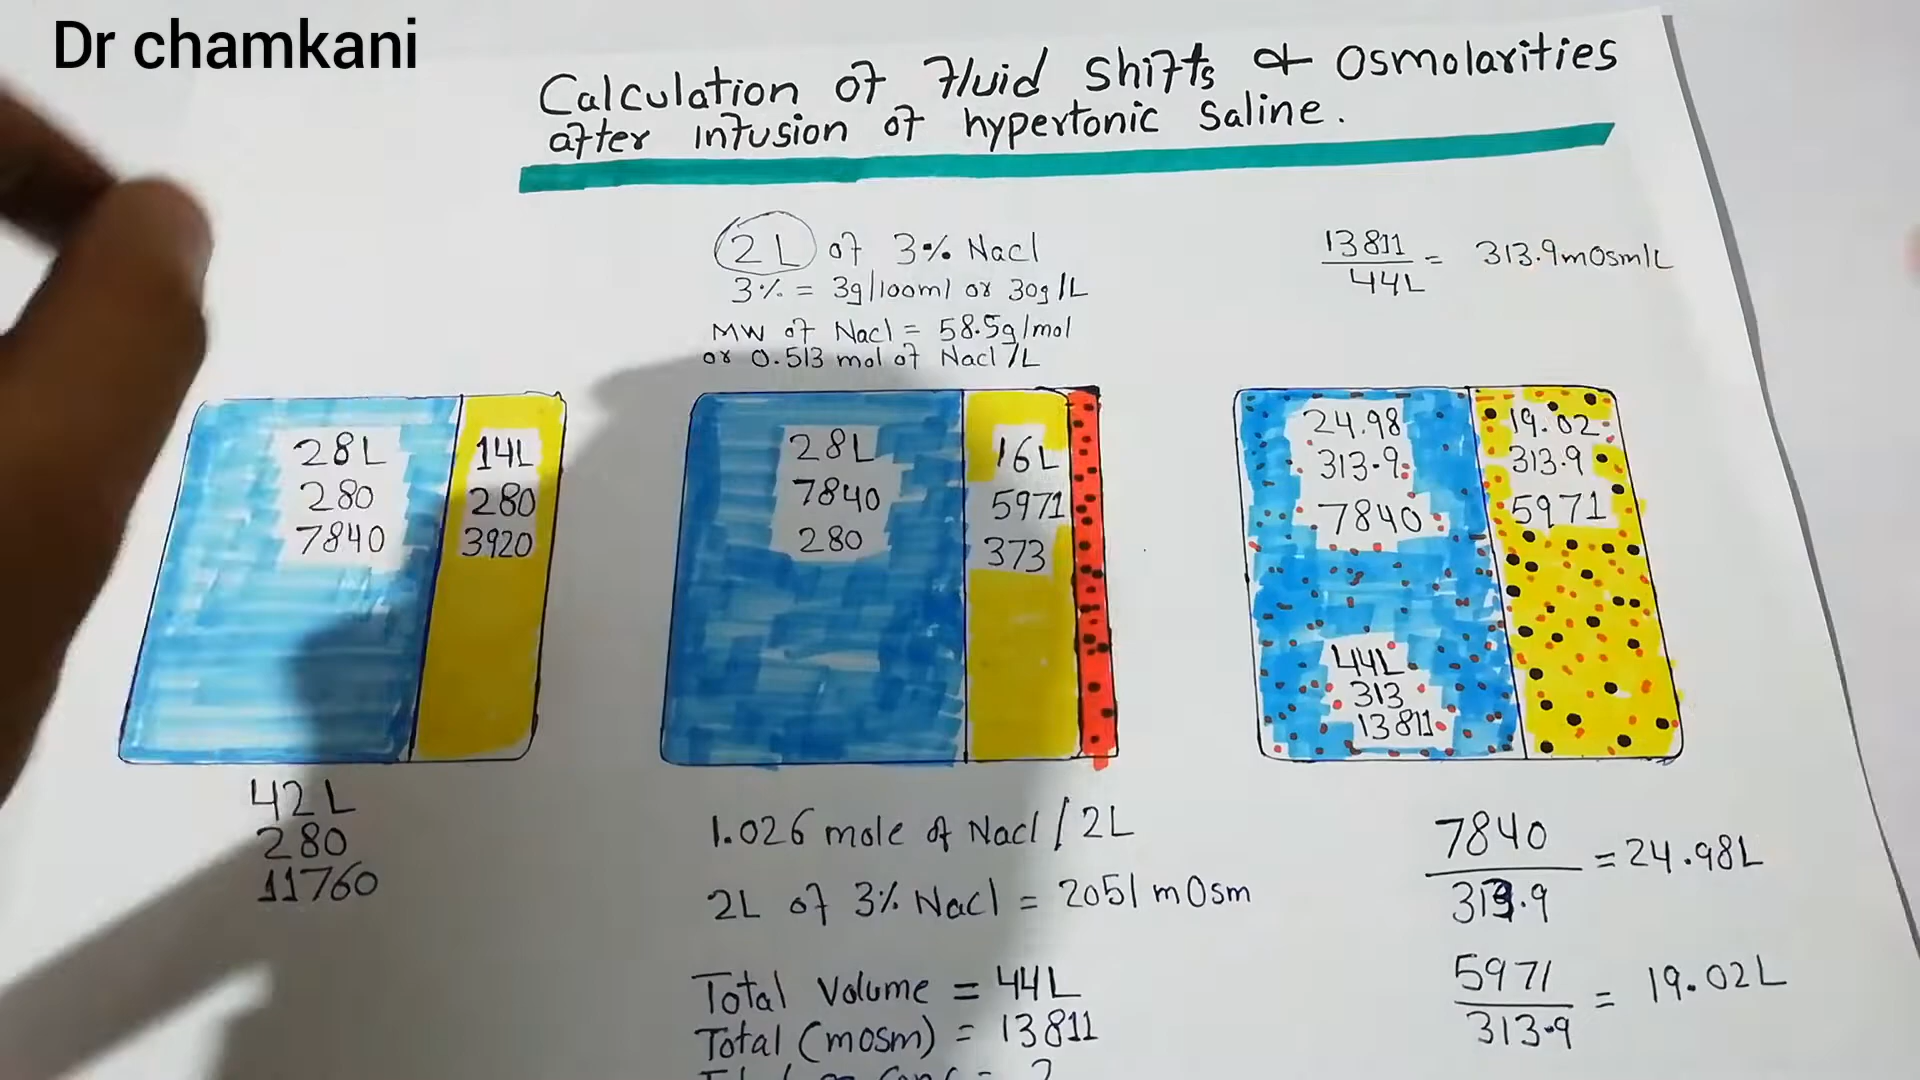 Dr chamkani
Calculation of Fluid Shifts & Osmolarities
after infusion of hypertonic saline.
2 L of 3% Nacl
3% = 3g/100ml or 30g/L
MW of Nacl = 58.5g/mol
or 0.513 mol of Nacl/L
13811
44L
= 313.9mOsm/L
28L
280
7840
14L
280
3920
42L
280
11760
28L
7840
280
16L
5971
373
24.98
313.9
7840
19.02
313.9
5971
44L
313
13811
1.026 mole of Nacl / 2L
2L of 3% Nacl = 2051 mOsm
Total Volume = 44L
Total (mosm) = 13811
7840
313.9
= 24.98L
5971
313.9
= 19.02L